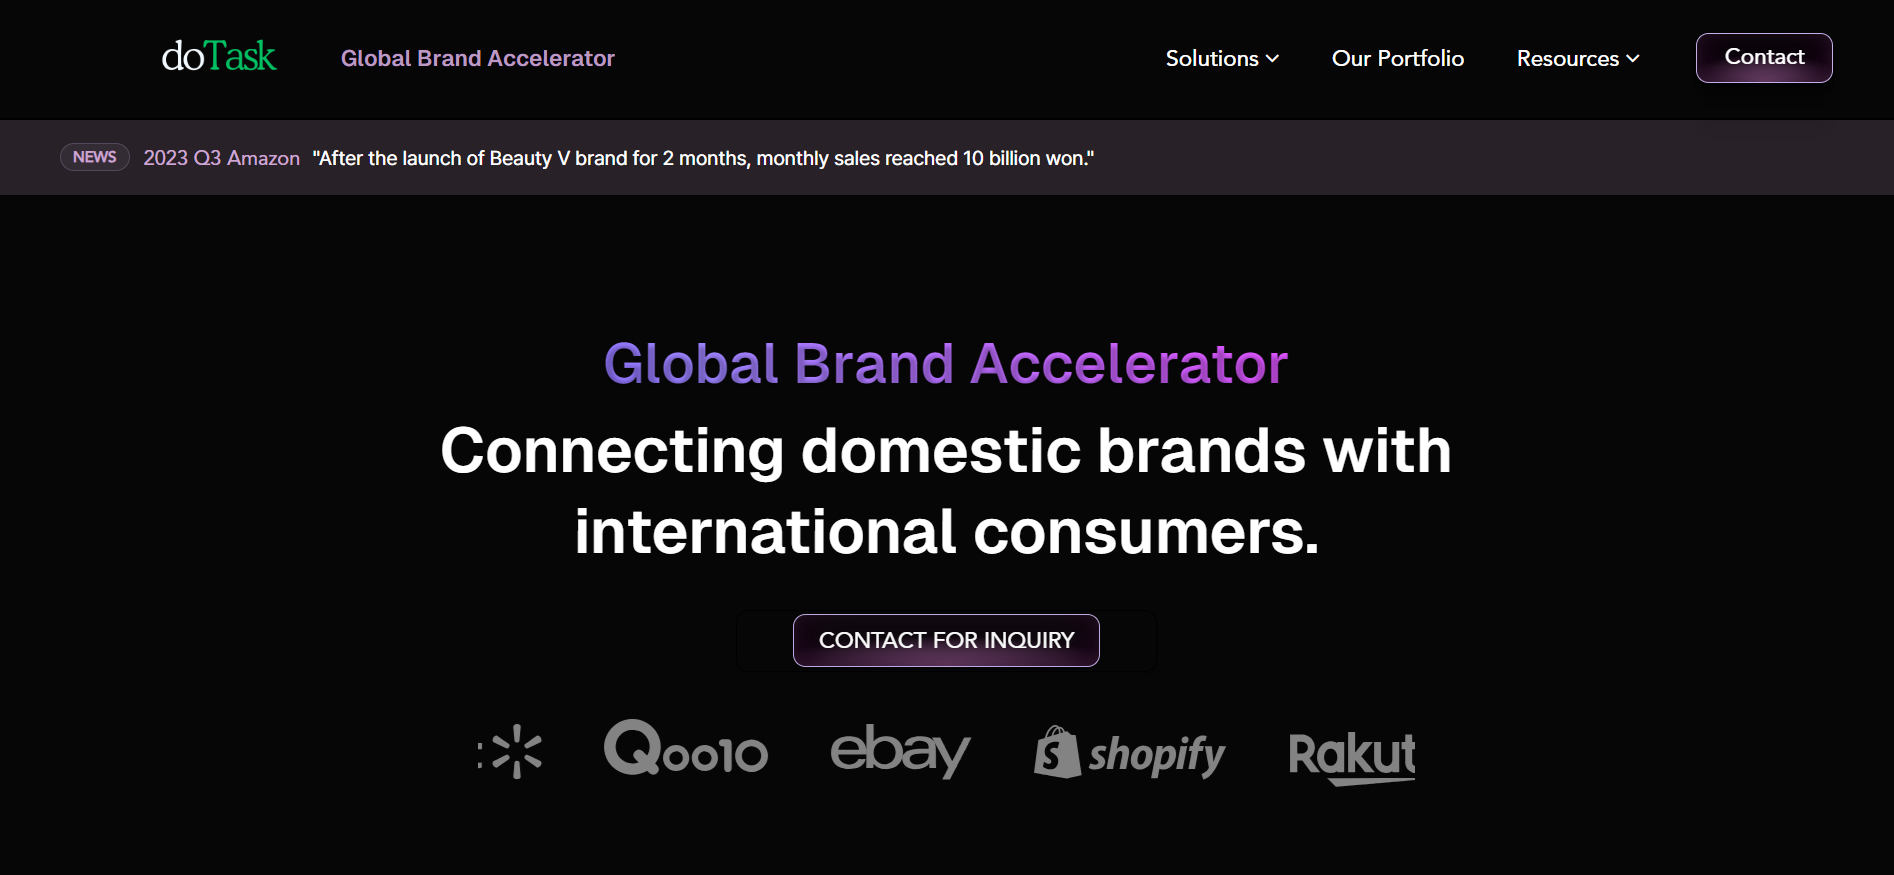 doTask
Global Brand Accelerator
Solutions
Our Portfolio
Resources
Contact
NEWS 2023 Q3 Amazon "After the launch of Beauty V brand for 2 months, monthly sales reached 10 billion won."
Global Brand Accelerator
Connecting domestic brands with
international consumers.
CONTACT FOR INQUIRY
Qoo10
ebay
shopify
Rakut